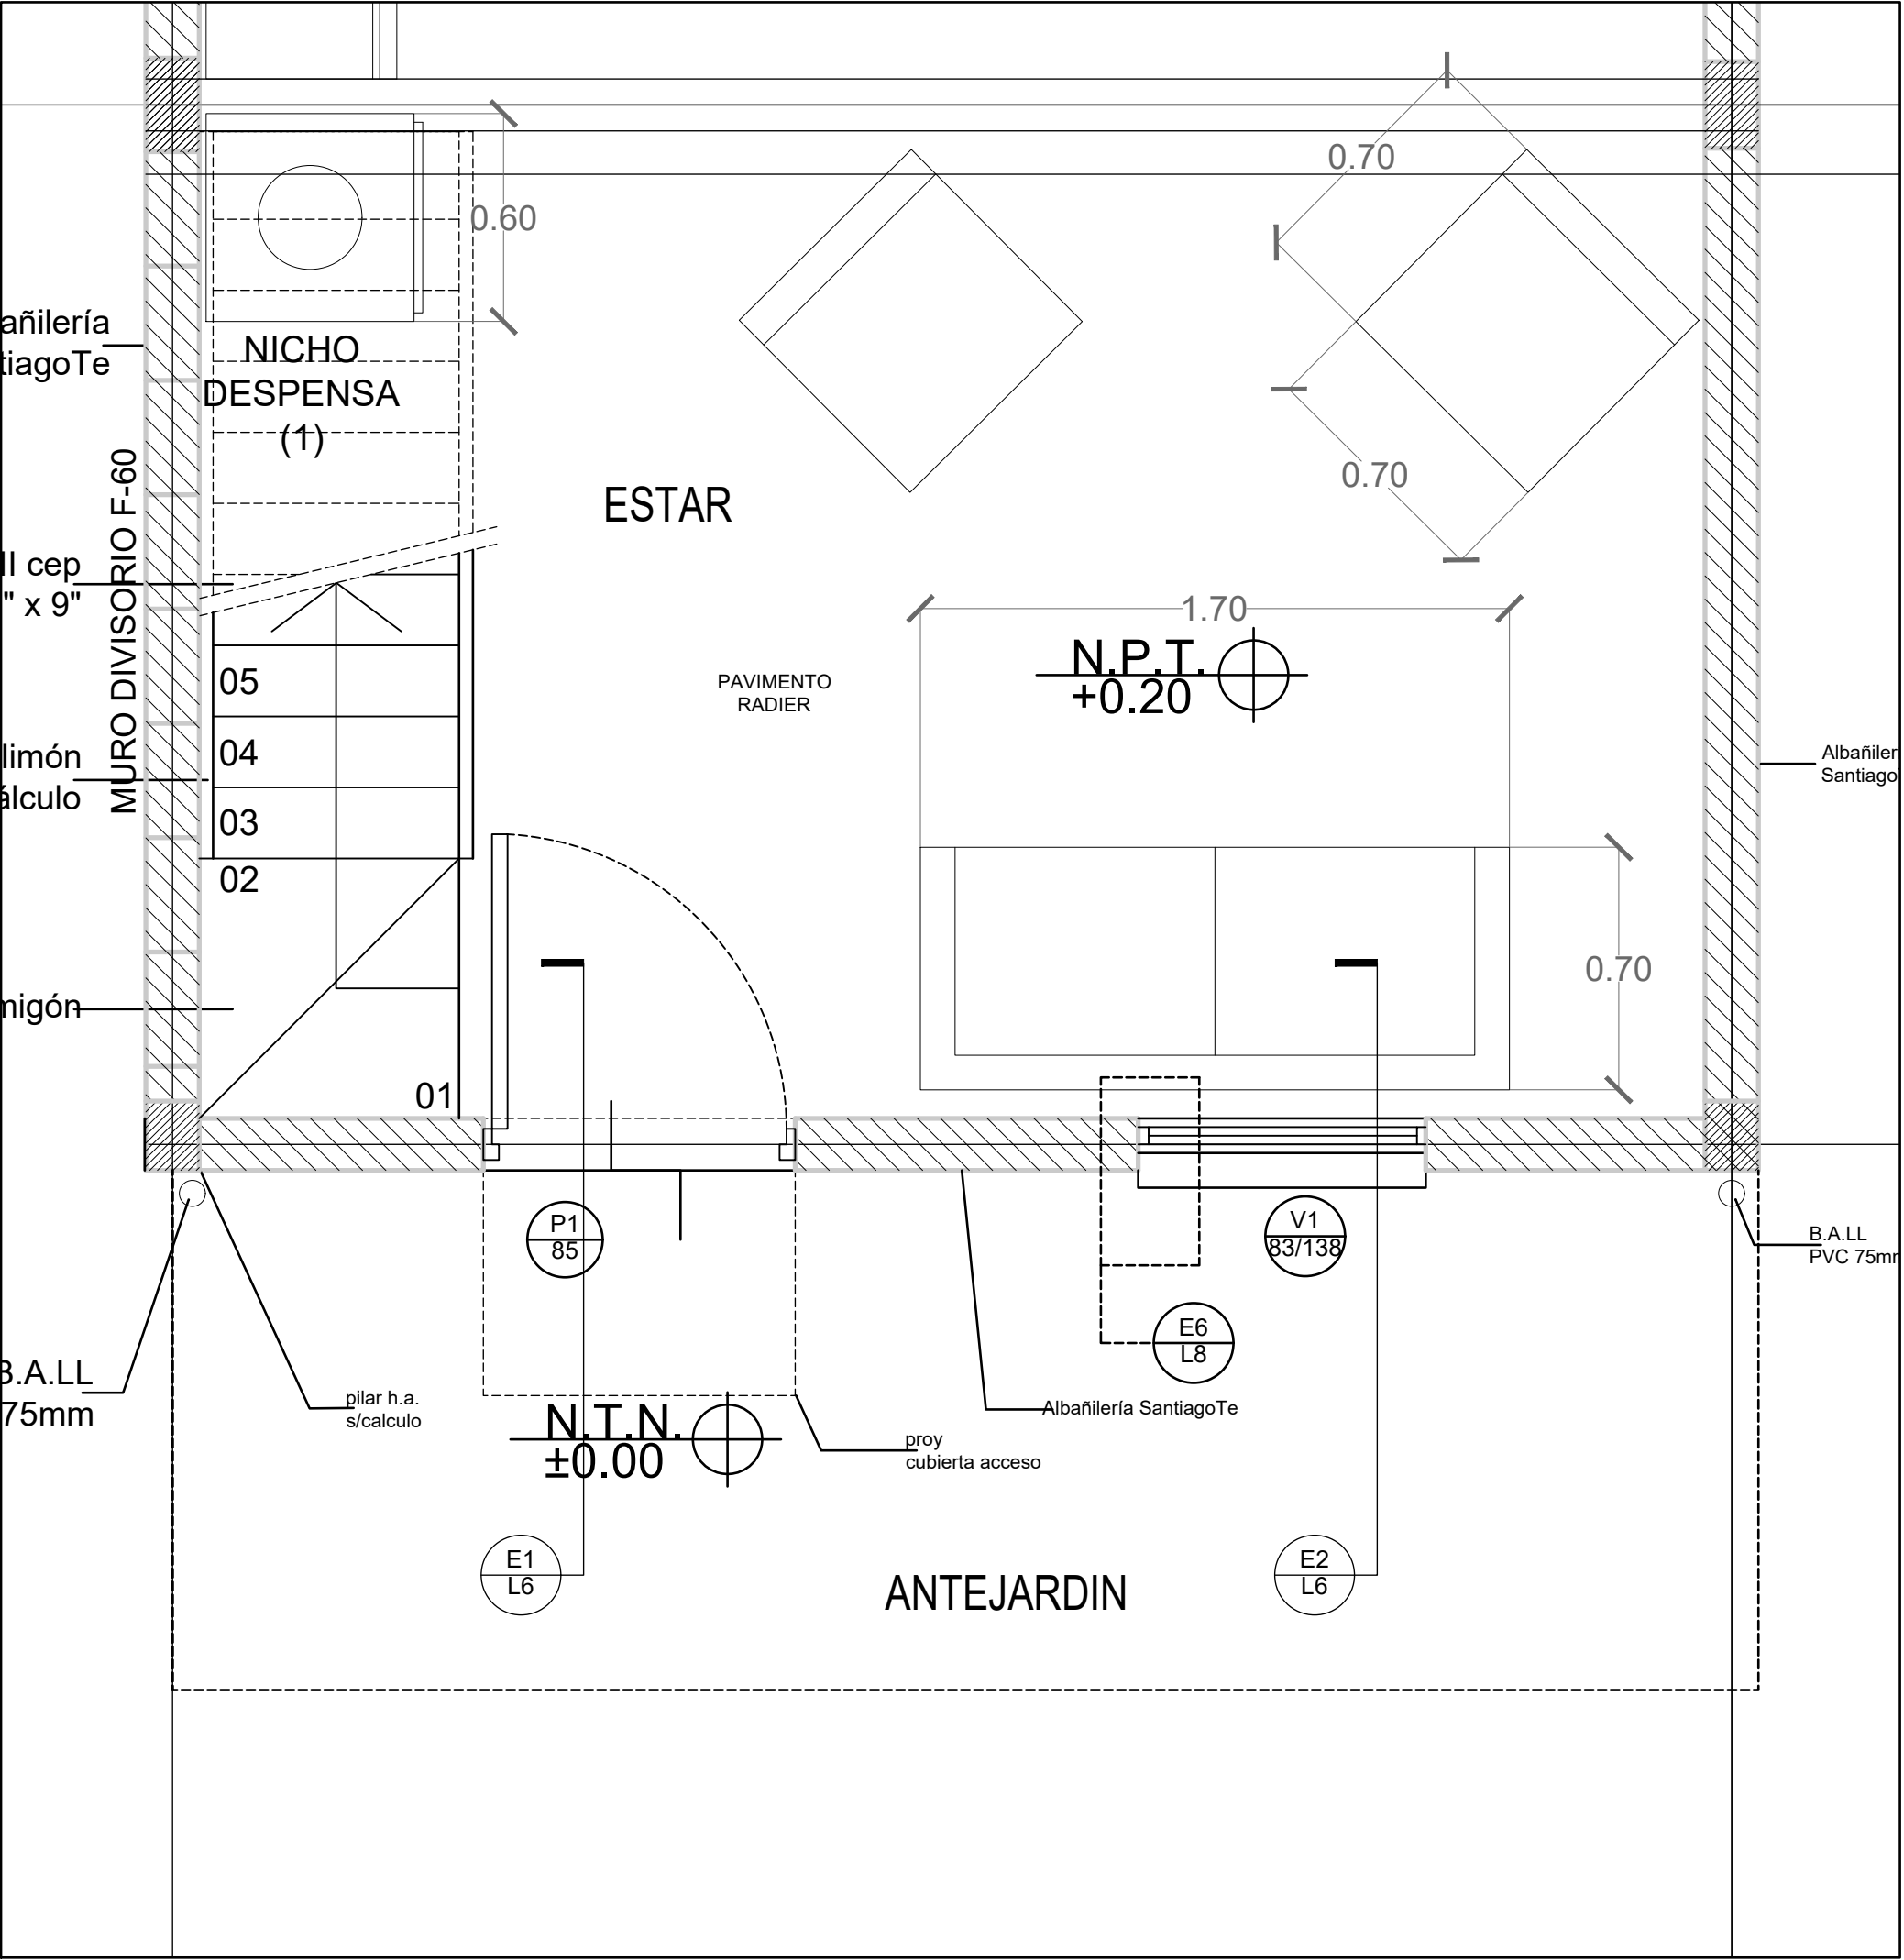 0.70
0.60
añilería
tiagoTe
NICHO
DESPENSA
(1)
MURO DIVISORIO F-60
ESTAR
0.70
ll cep
" x 9"
1.70
N.P.T.
+0.20
PAVIMENTO
RADIER
05
04
03
02
01
limón
álculo
Albañiler
Santiago
0.70
migón
P1
85
V1
83/138
B.A.LL
PVC 75mm
E6
L8
B.A.LL
75mm
pilar h.a.
s/calculo
N.T.N.
±0.00
proy
cubierta acceso
Albañilería SantiagoTe
E1
L6
E2
L6
ANTEJARDIN